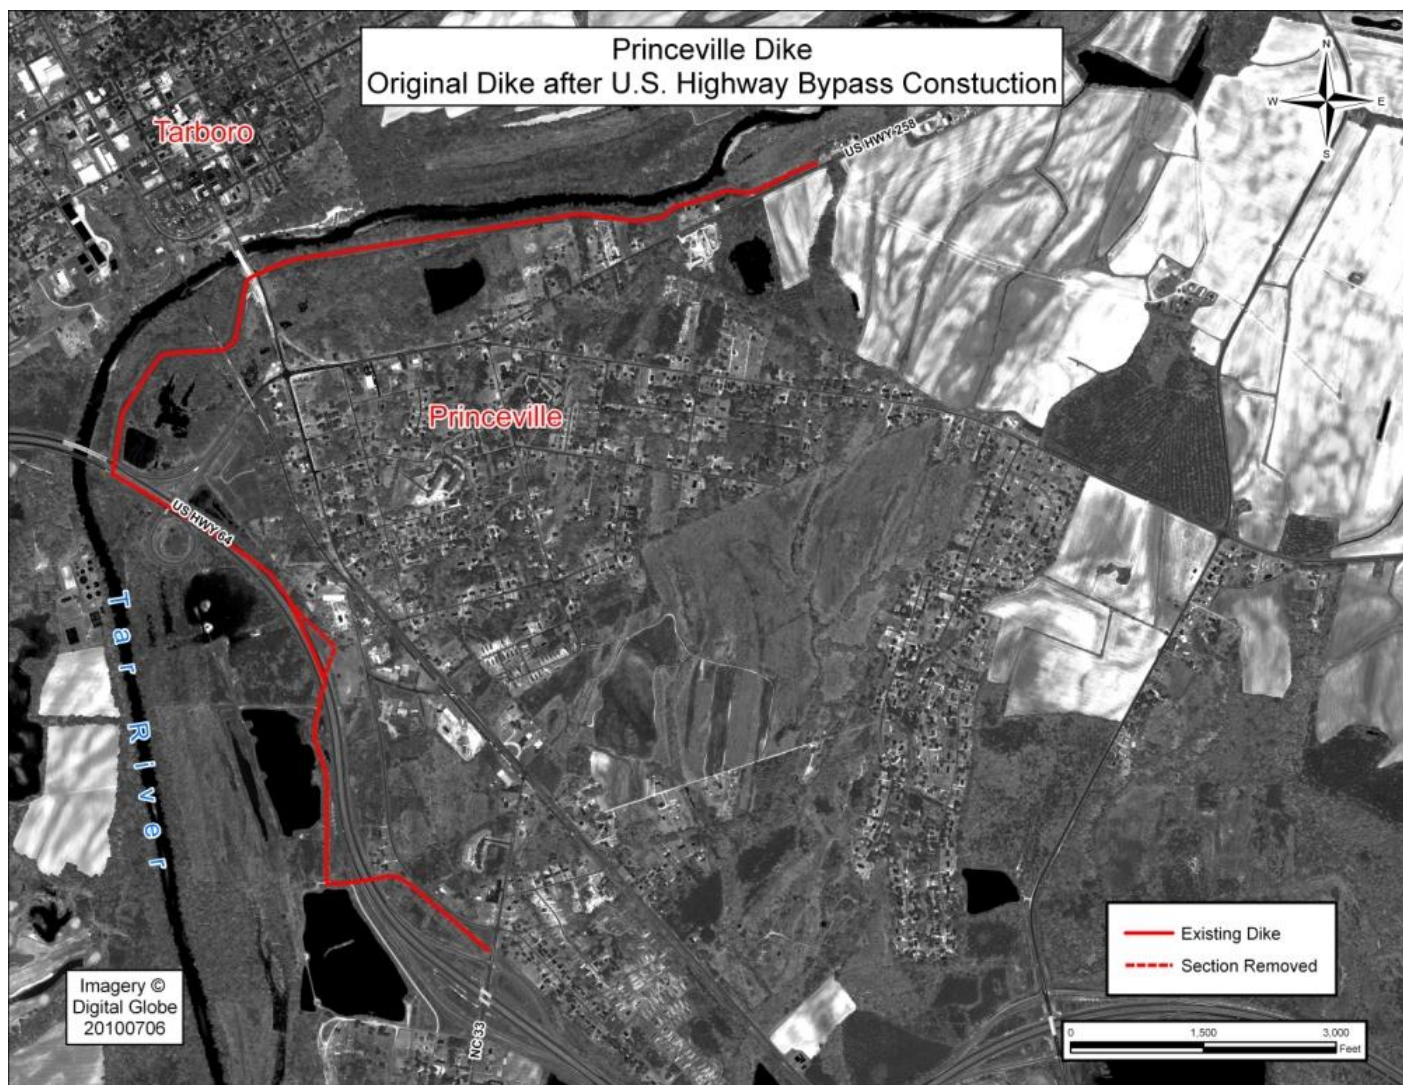 Princeville Dike
Original Dike after U.S. Highway Bypass Constuction
N
W E
S
US HWY 258
Tarboro
Princeville
US HWY 64
Tar River
Existing Dike
Section Removed
Imagery ©
Digital Globe
20100706
NC 33
0 1,500 3,000
Feet